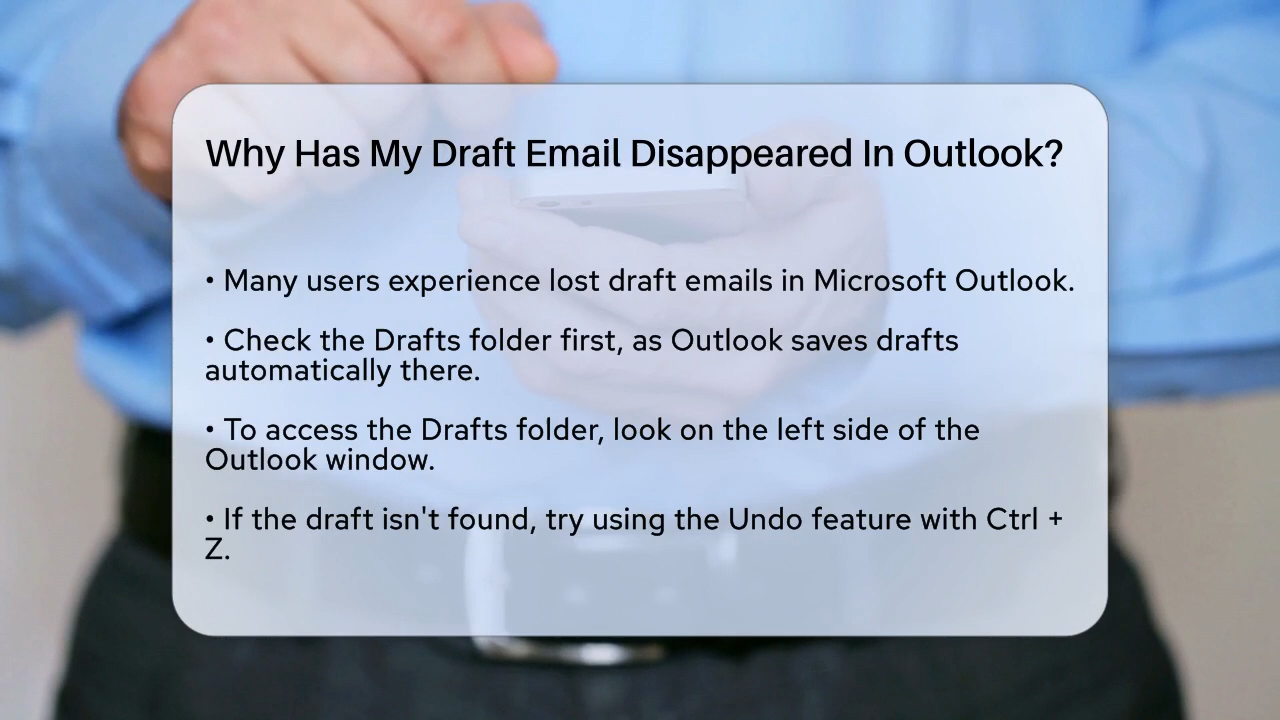 Why Has My Draft Email Disappeared In Outlook?
• Many users experience lost draft emails in Microsoft Outlook.
• Check the Drafts folder first, as Outlook saves drafts
automatically there.
• To access the Drafts folder, look on the left side of the
Outlook window.
• If the draft isn't found, try using the Undo feature with Ctrl +
Z.